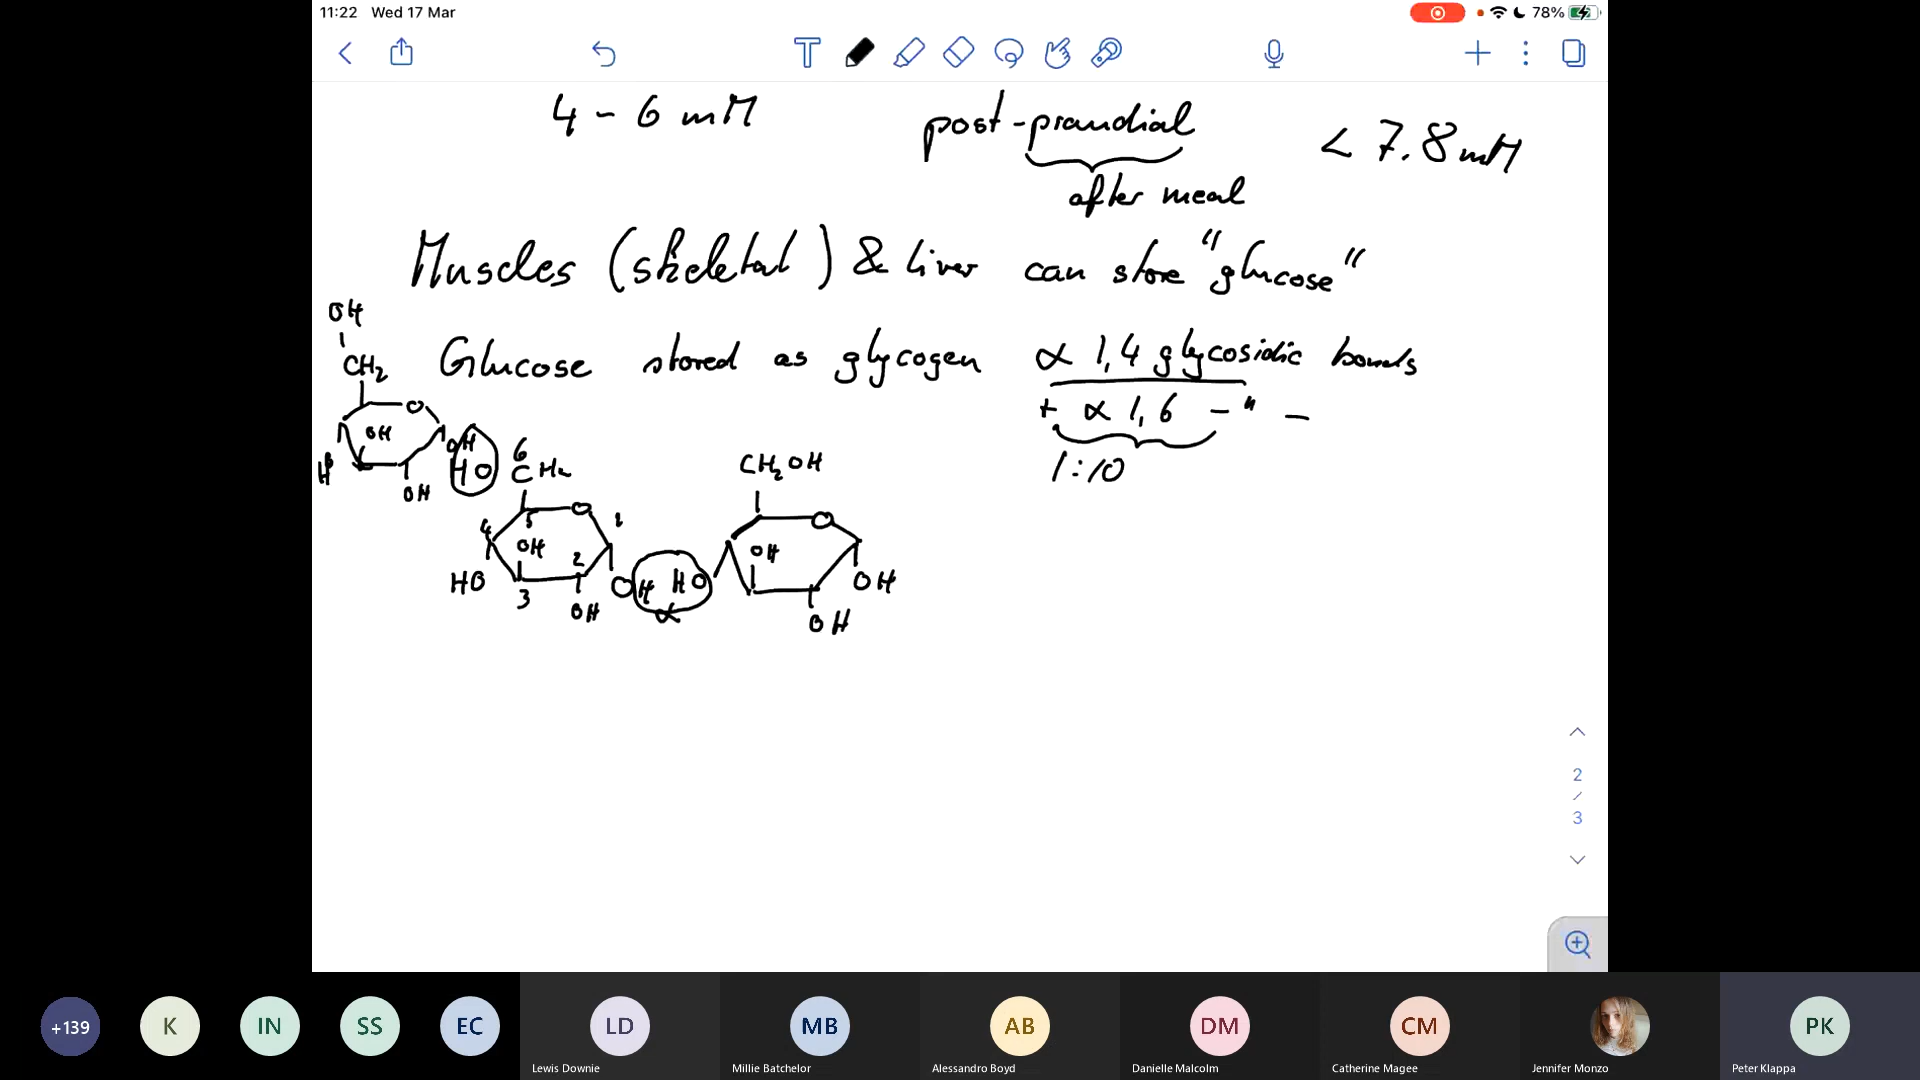 11:22 Wed 17 Mar
78%
4 - 6 mM
post-prandial
< 7.8 mM
after meal
Muscles (skeletal) & liver can store "glucose"
OH
CH2
Glucose stored as glycogen
α 1,4 glycosidic bonds
+ α 1,6 –"–
1:10
O
OH
OH
HO
OH
6
CH2
CH2OH
5
O
1
4
OH
2
HO
3
OH
OH HO
α
O
OH
OH
OH
2
/
3
+139
K
IN
SS
EC
LD
MB
AB
DM
CM
PK
Lewis Downie
Millie Batchelor
Alessandro Boyd
Danielle Malcolm
Catherine Magee
Jennifer Monzo
Peter Klappa